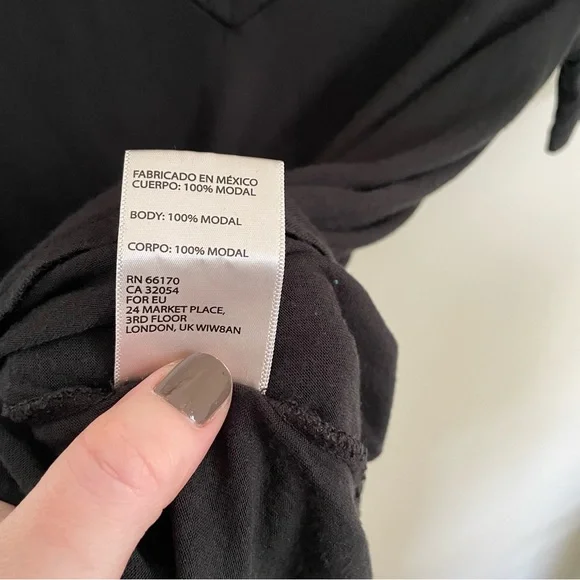 FABRICADO EN MÉXICO
CUERPO: 100% MODAL
BODY: 100% MODAL
CORPO: 100% MODAL
RN 66170
CA 32054
FOR EU
24 MARKET PLACE,
3RD FLOOR
LONDON, UK WIW8AN